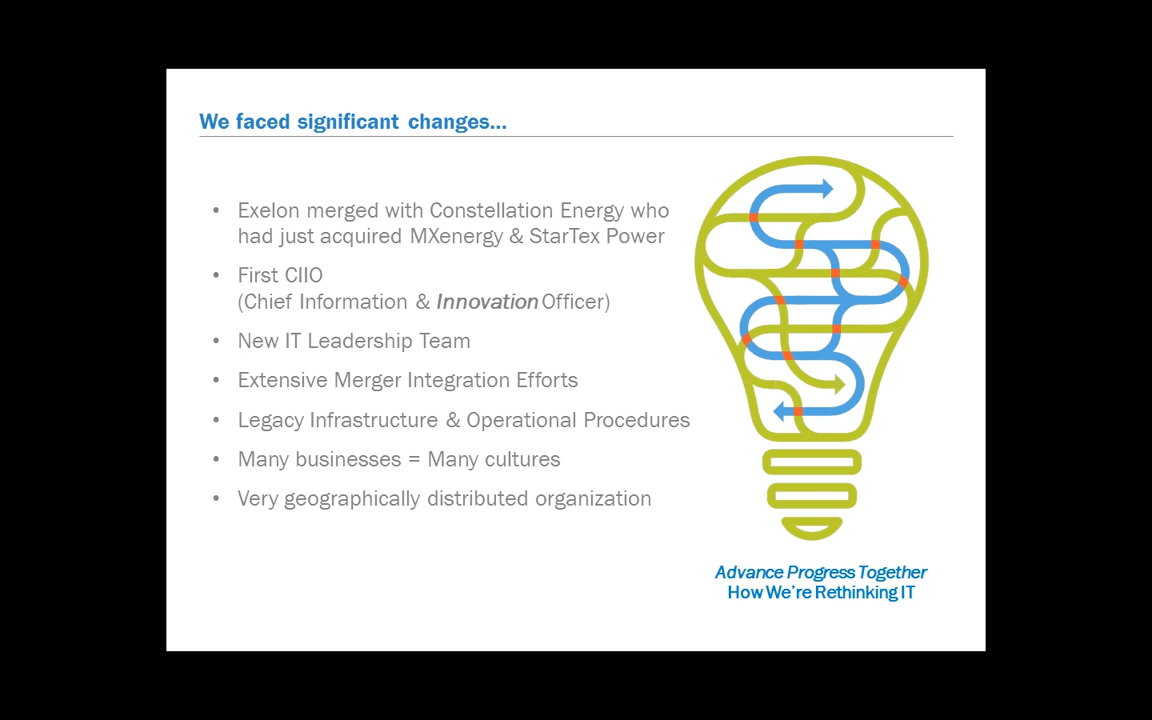 We faced significant changes...
• Exelon merged with Constellation Energy who
had just acquired MXenergy & StarTex Power
• First CIIO
(Chief Information & Innovation Officer)
• New IT Leadership Team
• Extensive Merger Integration Efforts
• Legacy Infrastructure & Operational Procedures
• Many businesses = Many cultures
• Very geographically distributed organization
Advance Progress Together
How We're Rethinking IT